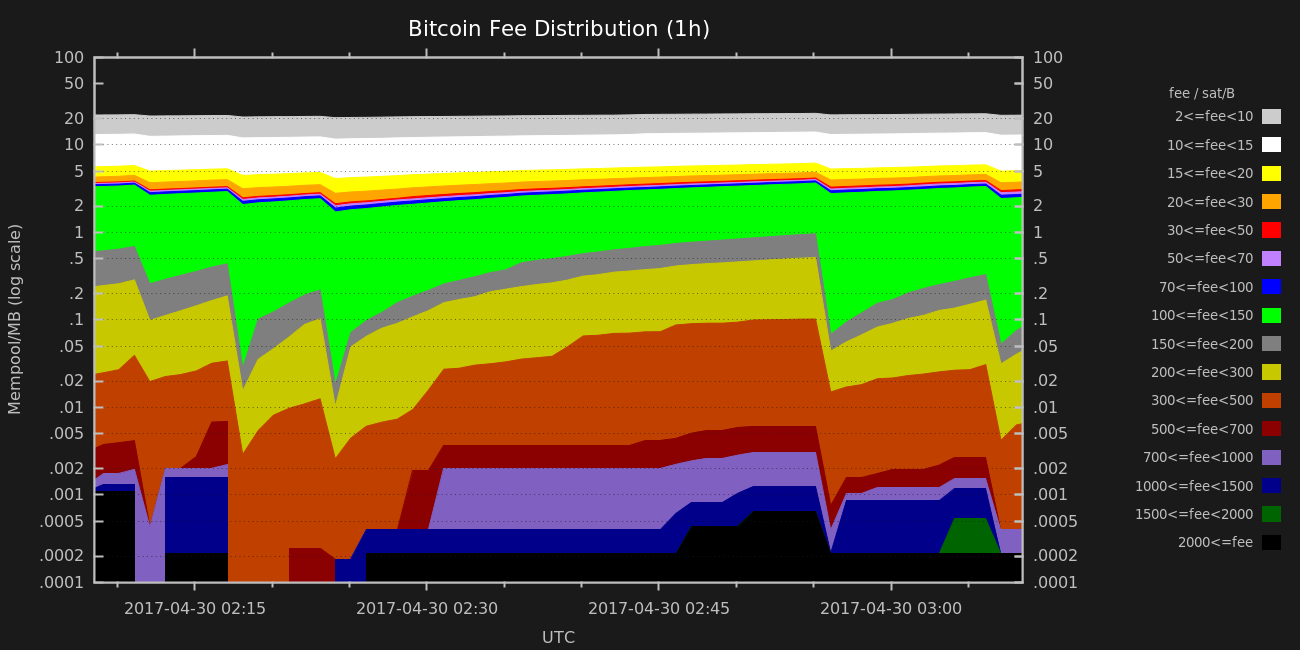 Bitcoin Fee Distribution (1h)
100
50
20
10
5
2
1
.5
.2
.1
.05
.02
.01
.005
.002
.001
.0005
.0002
.0001
Mempool/MB (log scale)
100
50
20
10
5
2
1
.5
.2
.1
.05
.02
.01
.005
.002
.001
.0005
.0002
.0001
2017-04-30 02:15
2017-04-30 02:30
2017-04-30 02:45
2017-04-30 03:00
UTC
fee / sat/B
2<=fee<10
10<=fee<15
15<=fee<20
20<=fee<30
30<=fee<50
50<=fee<70
70<=fee<100
100<=fee<150
150<=fee<200
200<=fee<300
300<=fee<500
500<=fee<700
700<=fee<1000
1000<=fee<1500
1500<=fee<2000
2000<=fee